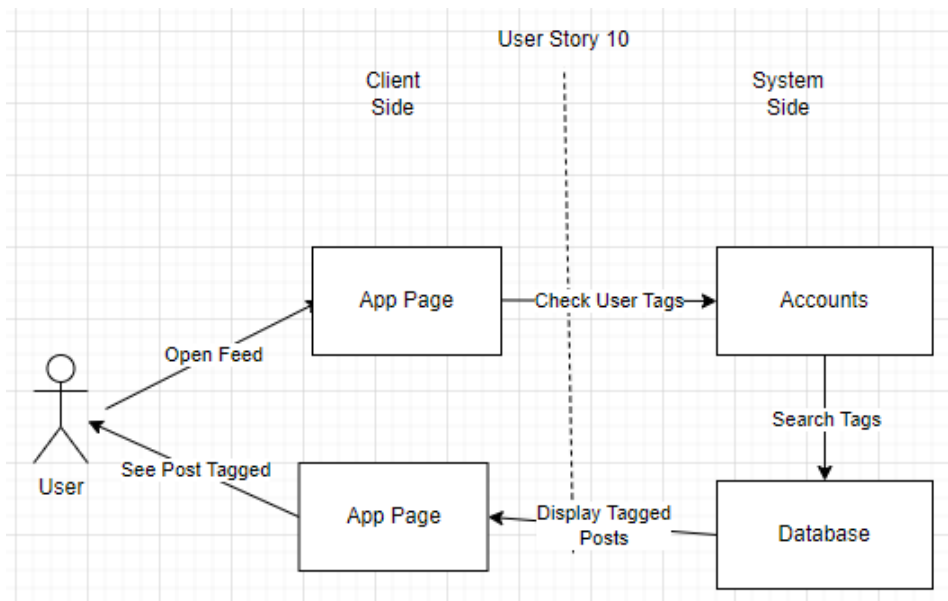 User Story 10
Client
Side
System
Side
App Page
Check User Tags
Accounts
Open Feed
Search Tags
See Post Tagged
User
App Page
Display Tagged
Posts
Database